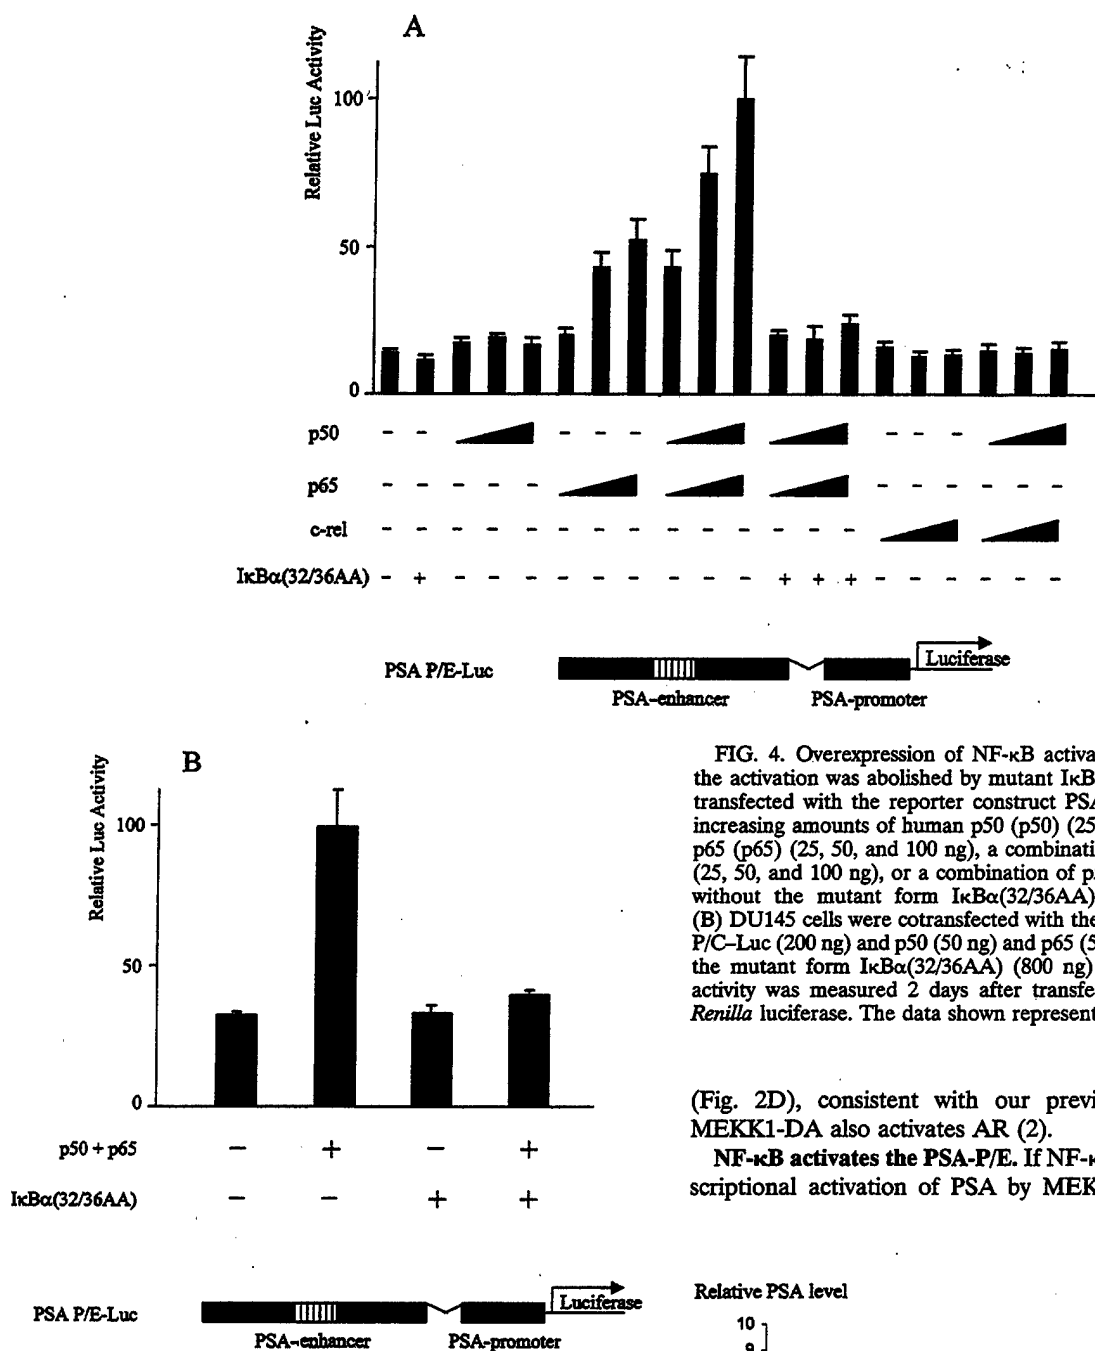 A
Relative Luc Activity
100
50
0
p50 - - - - - - - - - -
p65 - - - - - - - - - - -
c-rel - - - - - - - - - - - - - -
IκBα(32/36AA) - + - - - - - - - - - + + + - - - - - -
PSA P/E-Luc
Luciferase
PSA-enhancer PSA-promoter
B
Relative Luc Activity
100
50
0
p50 + p65 - + - +
IκBα(32/36AA) - - + +
PSA P/E-Luc
Luciferase
PSA-enhancer PSA-promoter
FIG. 4. Overexpression of NF-κB activa
the activation was abolished by mutant IκB
transfected with the reporter construct PSA
increasing amounts of human p50 (p50) (25
p65 (p65) (25, 50, and 100 ng), a combinati
(25, 50, and 100 ng), or a combination of p
without the mutant form IκBα(32/36AA)
(B) DU145 cells were cotransfected with the
P/C–Luc (200 ng) and p50 (50 ng) and p65 (5
the mutant form IκBα(32/36AA) (800 ng)
activity was measured 2 days after transfe
Renilla luciferase. The data shown represent
(Fig. 2D), consistent with our previ
MEKK1-DA also activates AR (2).
NF-κB activates the PSA-P/E. If NF-κ
scriptional activation of PSA by MEK
Relative PSA level
10
9